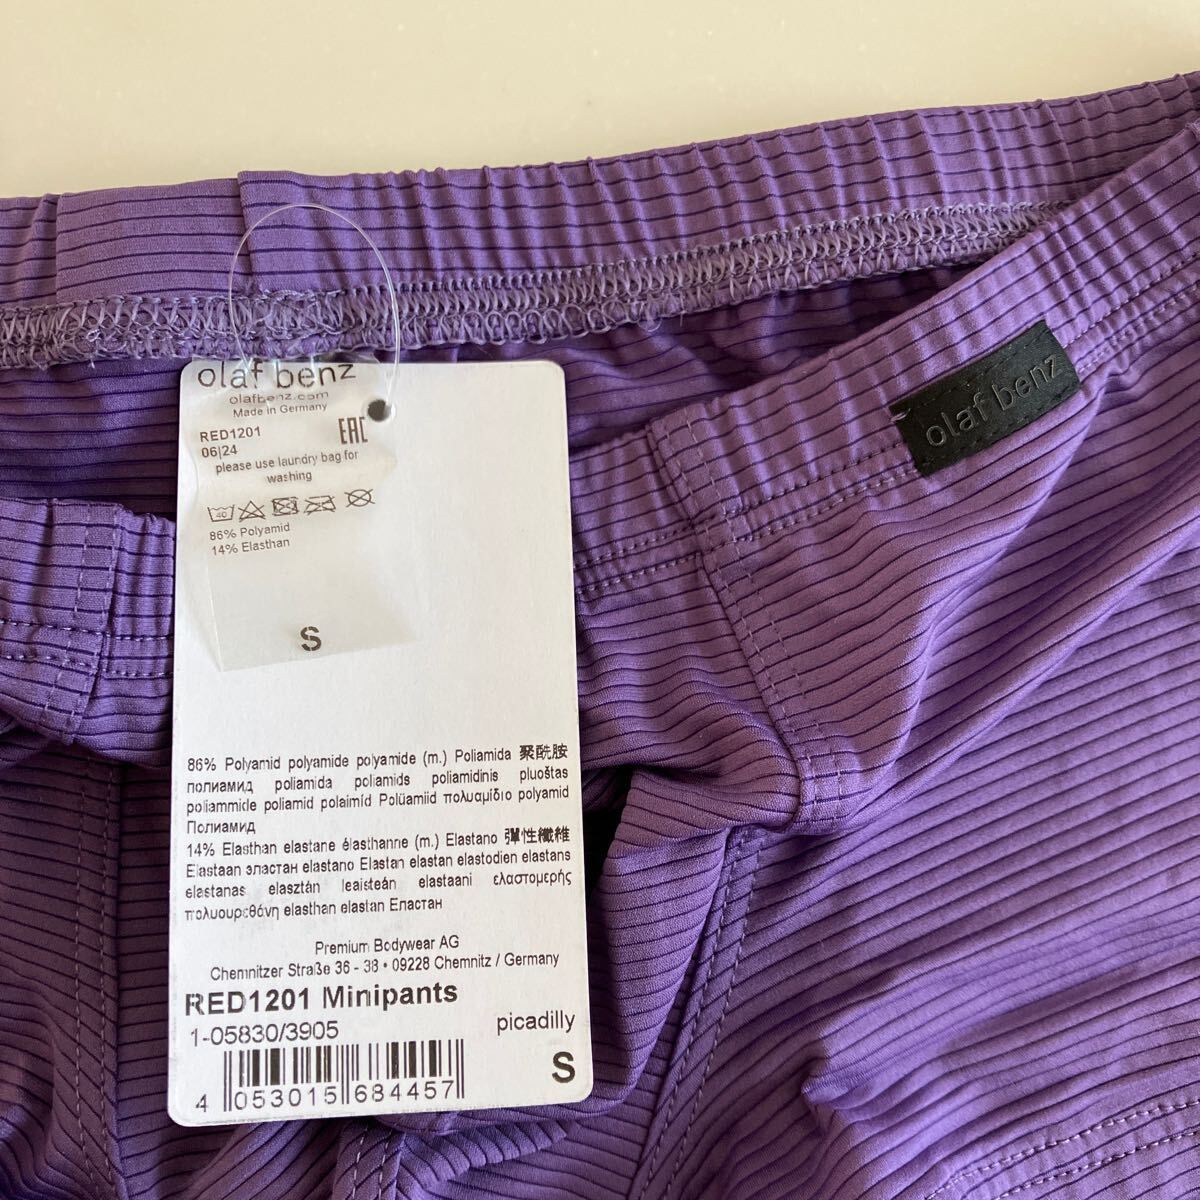 olaf benz
olafbenz.com
Made in Germany
RED1201
06|24
EAC
please use laundry bag for
washing
40
86% Polyamid
14% Elasthan
S
olaf benz
86% Polyamid polyamide polyamide (m.) Poliamida 聚酰胺
полиамид poliamida poliamids poliamidinis pluoštas
poliammide poliamid polaimíd Polüamiid πολυαμίδιο polyamid
Полиамид
14% Elasthan elastane élasthanne (m.) Elastano 彈性纖維
Elastaan эластан elastano Elastan elastan elastodien elastans
elastanas elasztán leaisteán elastaani ελαστομερής
πολυουρεθάνη elasthan elastan Еластан
Premium Bodywear AG
Chemnitzer Straße 36 - 38 • 09228 Chemnitz / Germany
RED1201 Minipants
1-05830/3905
picadilly
S
4 053015 684457